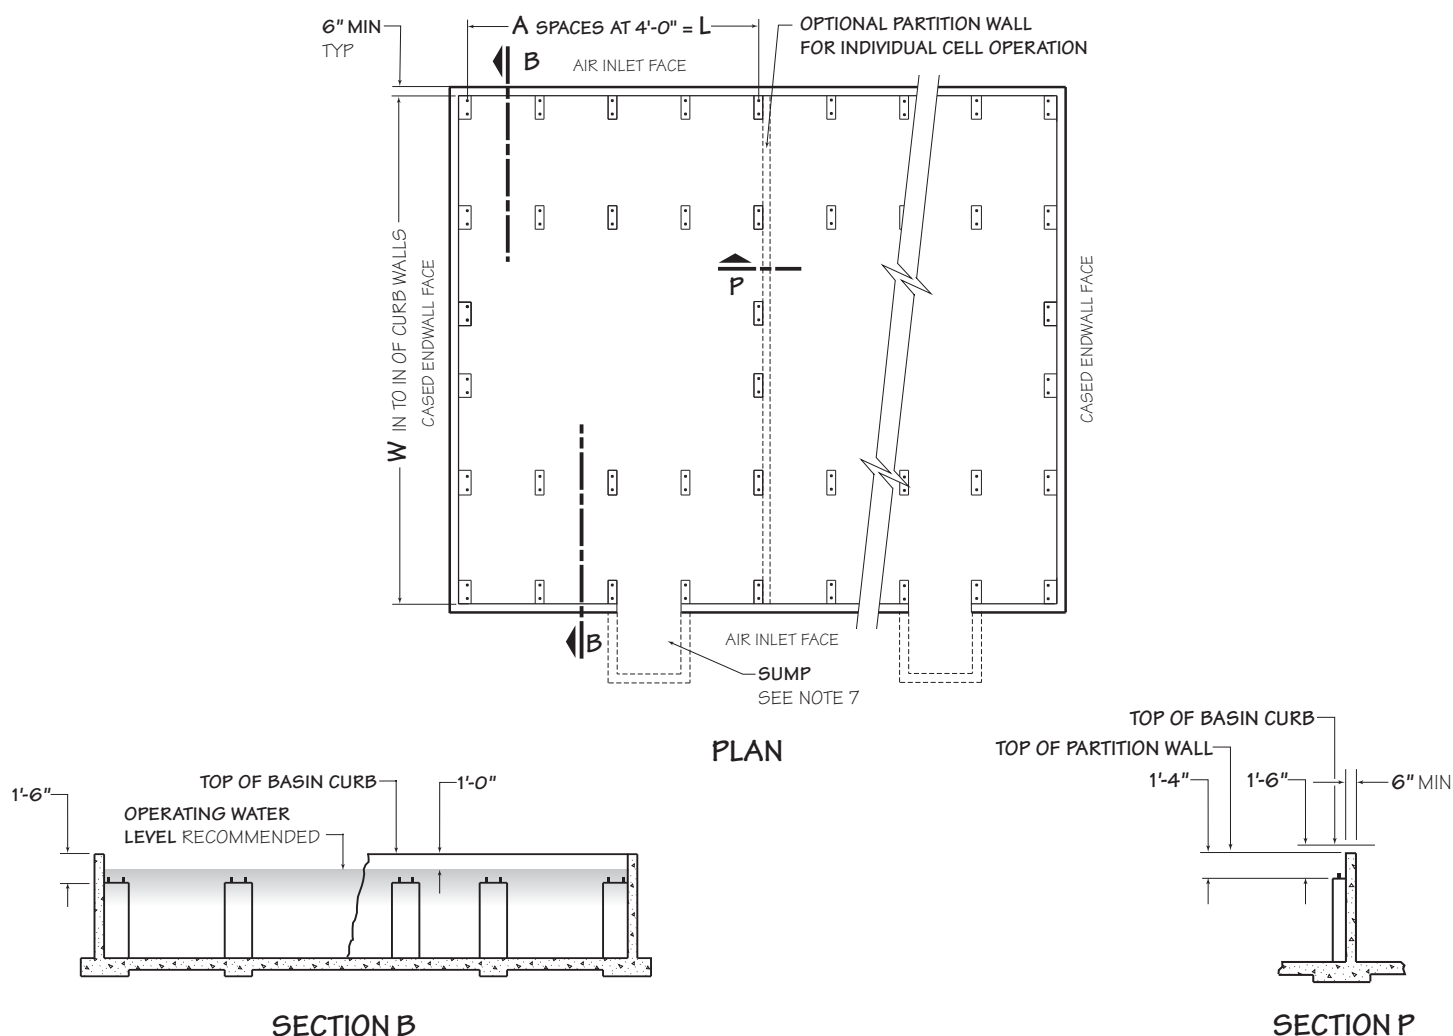 6" MIN
TYP
A SPACES AT 4'-0" = L
OPTIONAL PARTITION WALL
FOR INDIVIDUAL CELL OPERATION
B
AIR INLET FACE
W IN TO IN OF CURB WALLS
CASED ENDWALL FACE
P
CASED ENDWALL FACE
B
AIR INLET FACE
SUMP
SEE NOTE 7
PLAN
1'-6"
TOP OF BASIN CURB
1'-0"
OPERATING WATER
LEVEL RECOMMENDED
SECTION B
TOP OF BASIN CURB
TOP OF PARTITION WALL
1'-4"
1'-6"
6" MIN
SECTION P